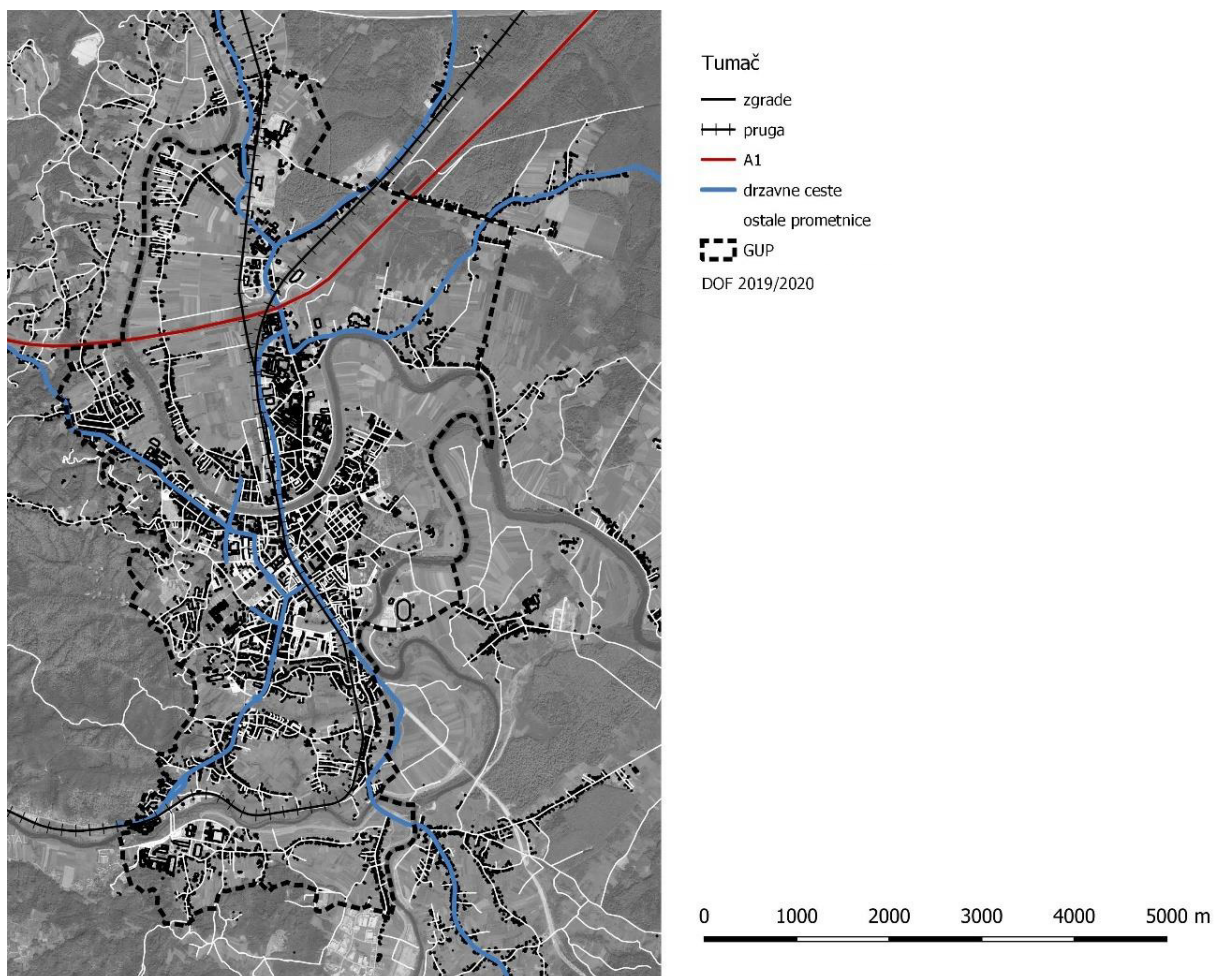 Tumač
zgrade
pruga
A1
drzavne ceste
ostale prometnice
GUP
DOF 2019/2020
0 1000 2000 3000 4000 5000 m